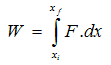 W = ∫_{x_i}^{x_f} F.dx